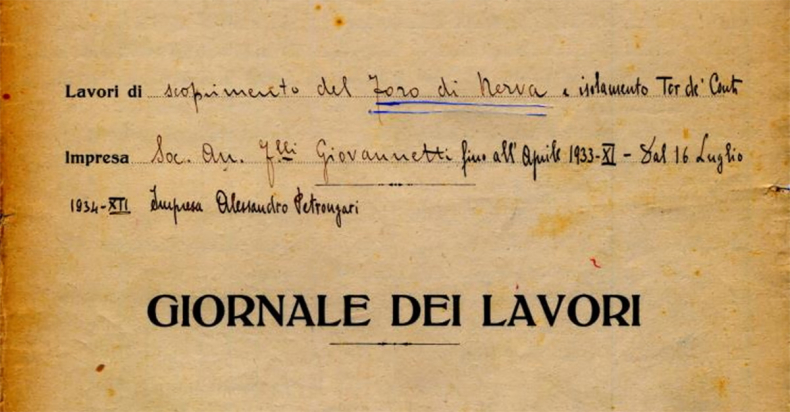 Lavori di scoprimento del Foro di Nerva e isolamento Tor de' Conti
Impresa Soc. An. F.lli Giovannetti fino all'Aprile 1933-XI - Dal 16 Luglio
1934-XII Impresa Alessandro Petrongari
GIORNALE DEI LAVORI